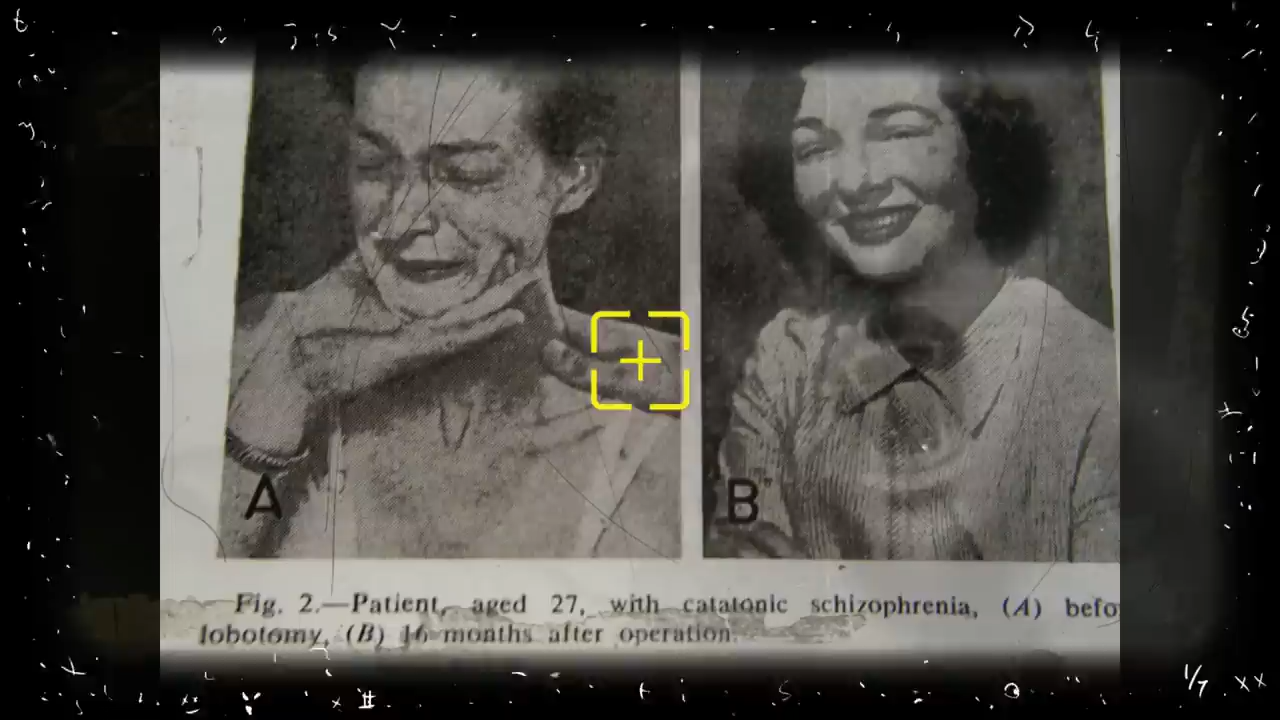 A
B
Fig. 2.—Patient, aged 27, with catatonic schizophrenia, (A) befo
lobotomy, (B) 16 months after operation.